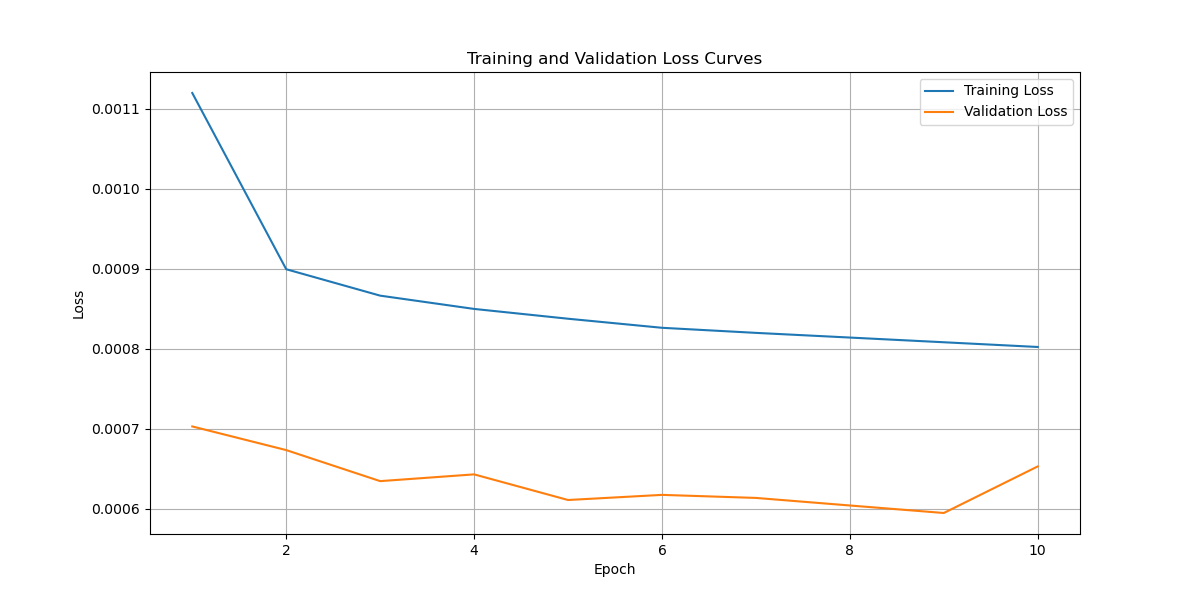 Training and Validation Loss Curves
Training Loss
Validation Loss
0.0011
0.0010
0.0009
0.0008
0.0007
0.0006
Loss
2 4 6 8 10
Epoch